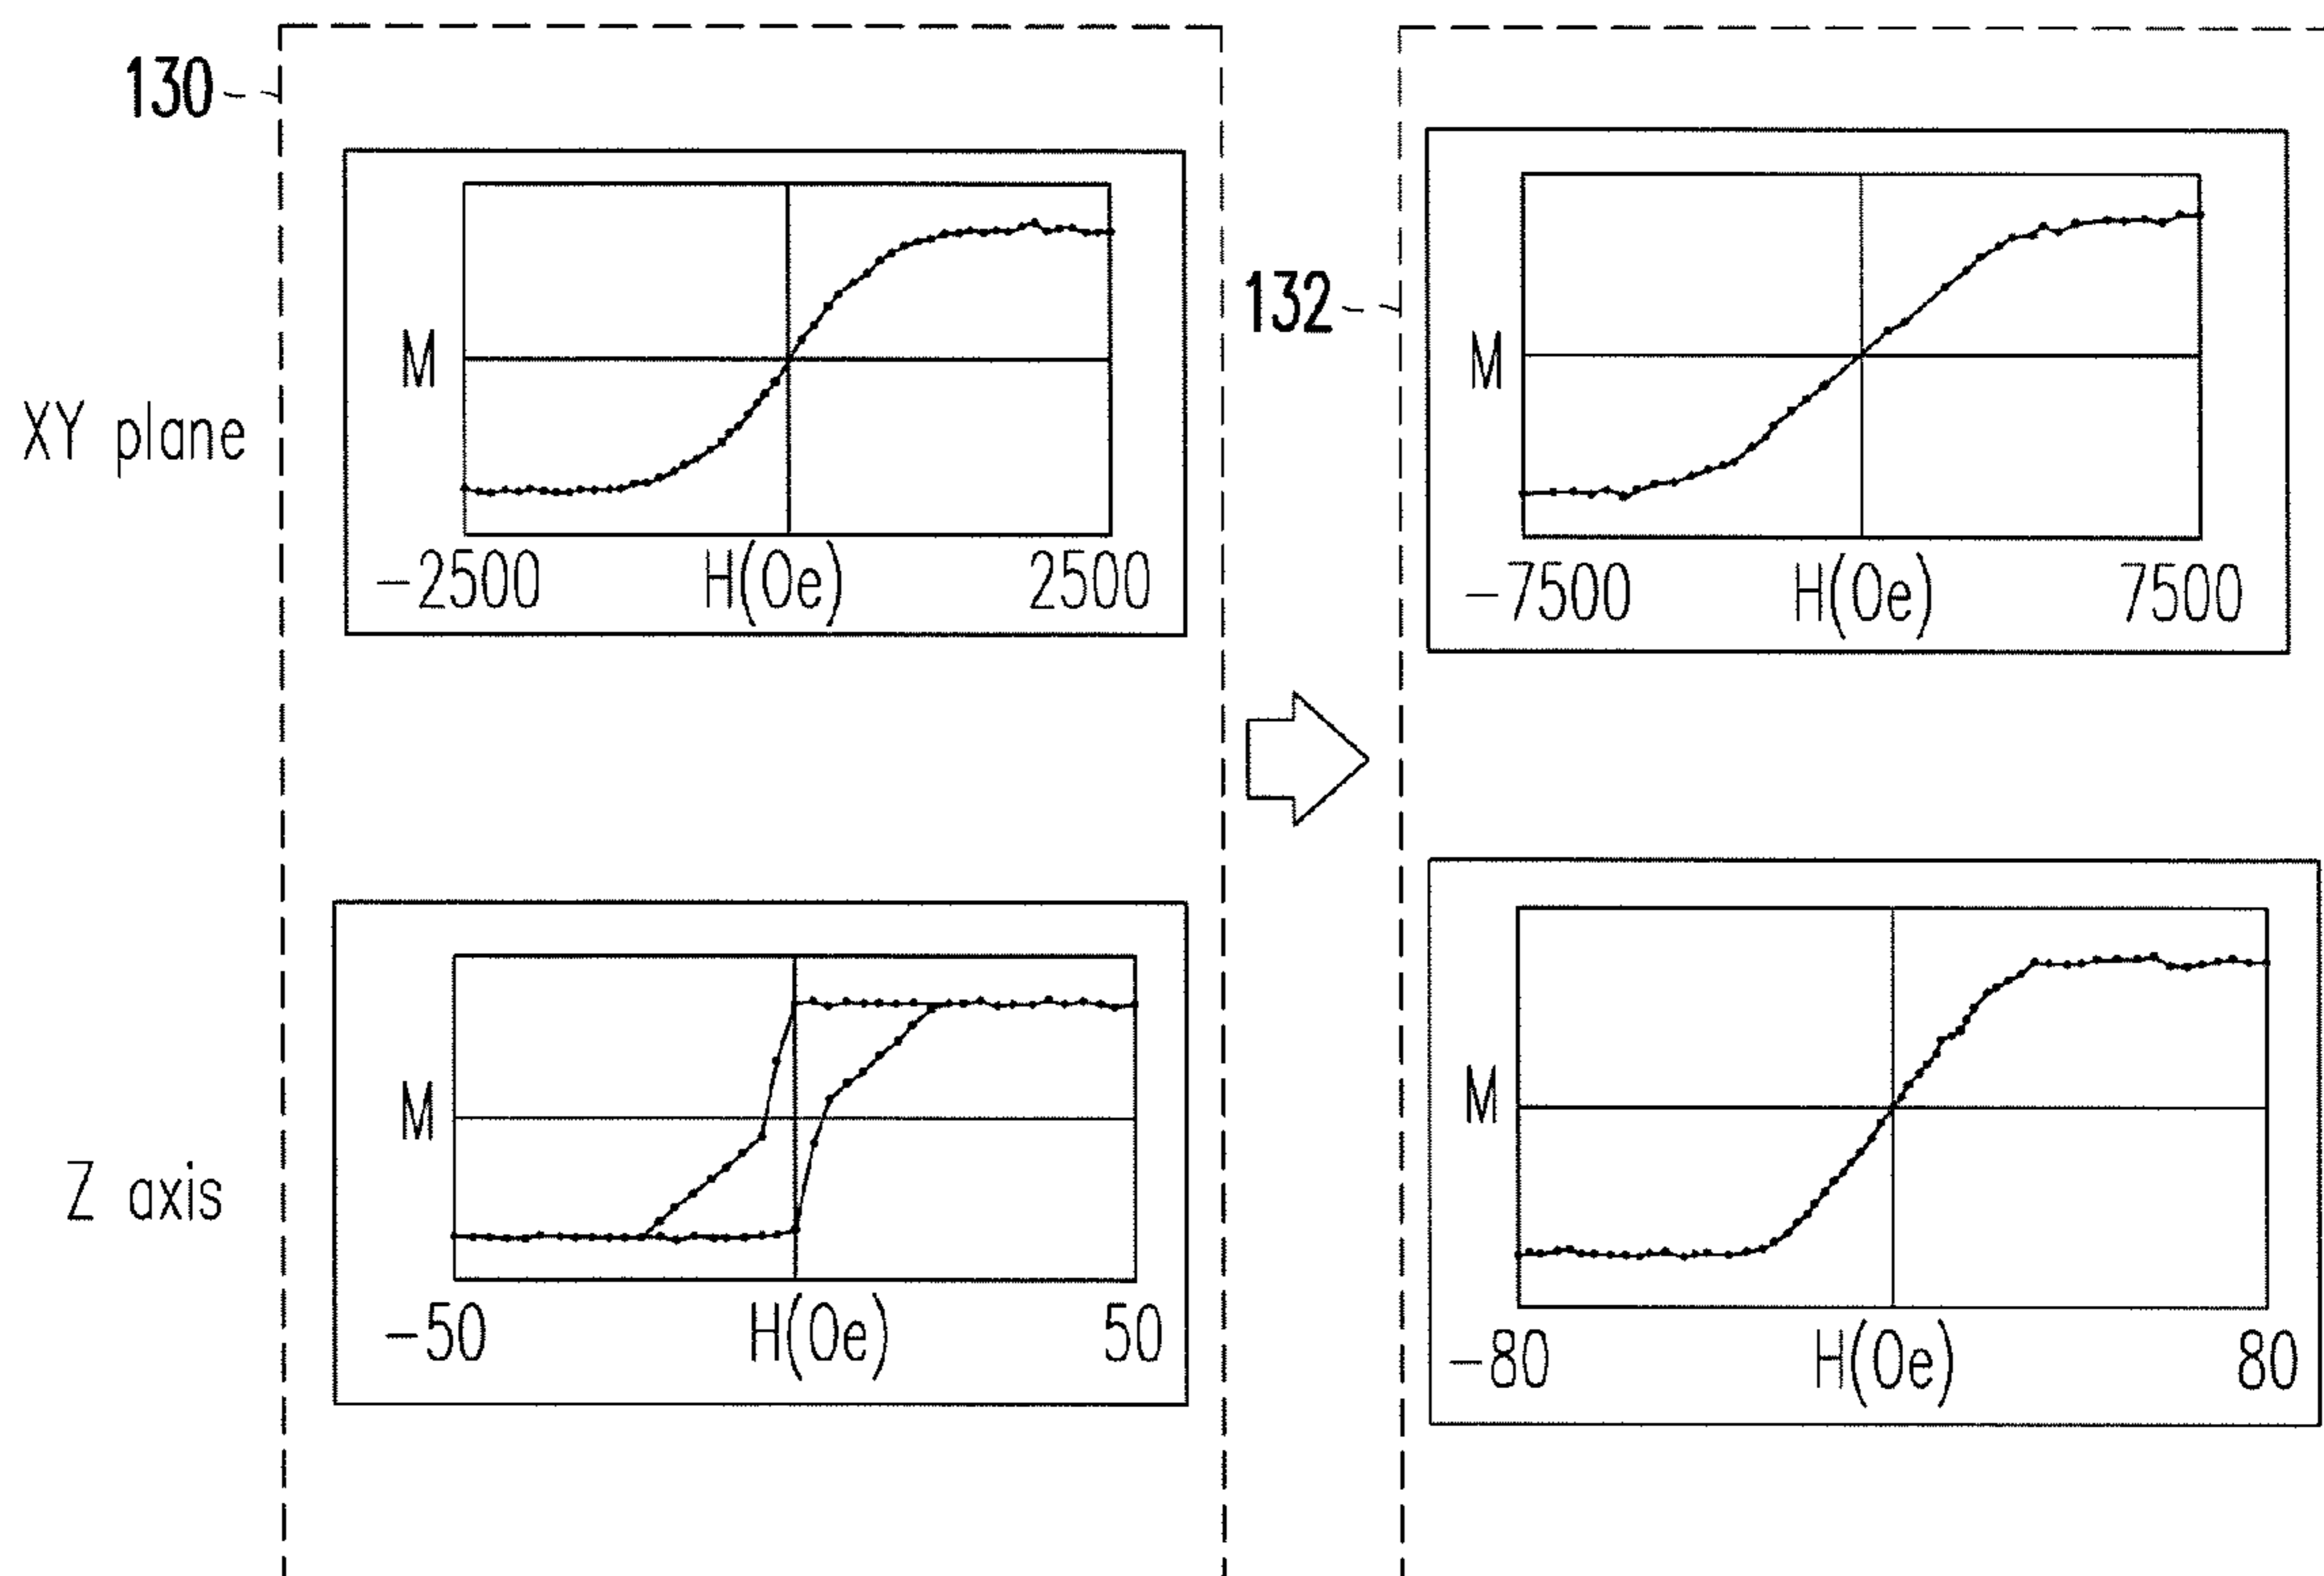 130
M
-2500 H(Oe) 2500
132
M
-7500 H(Oe) 7500
XY plane
M
-50 H(Oe) 50
M
-80 H(Oe) 80
Z axis